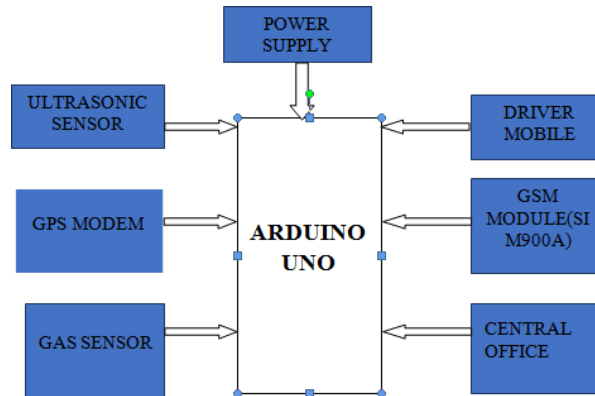 POWER
SUPPLY
ULTRASONIC
SENSOR
DRIVER
MOBILE
GPS MODEM
GSM
MODULE(SI
M900A)
ARDUINO
UNO
GAS SENSOR
CENTRAL
OFFICE